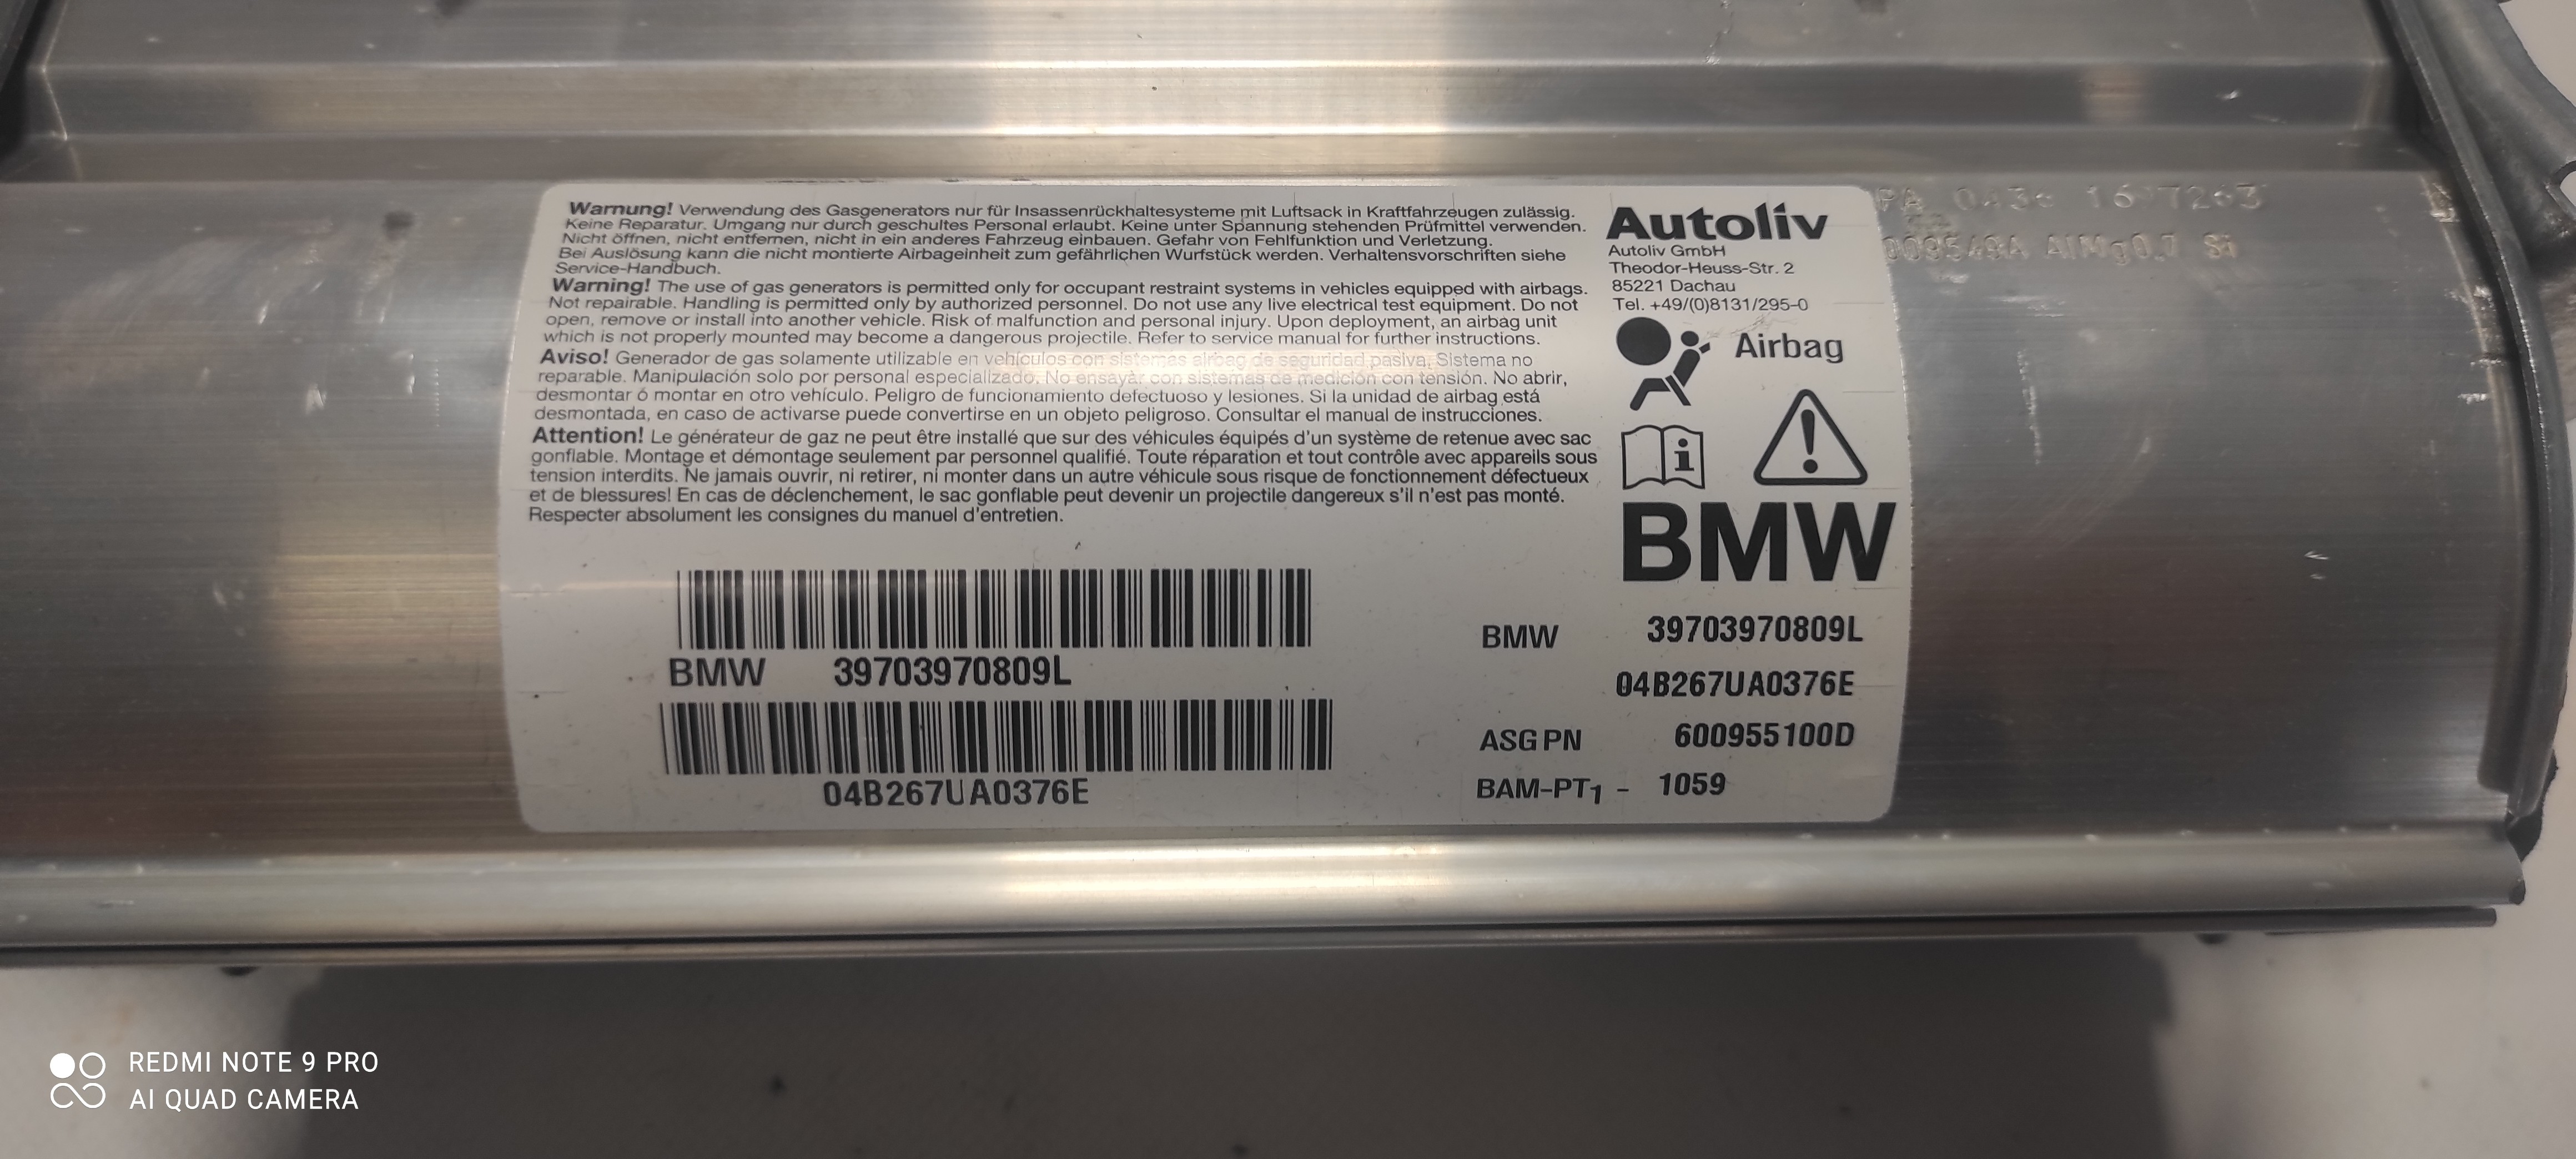 Warnung! Verwendung des Gasgenerators nur für Insassenrückhaltesysteme mit Luftsack in Kraftfahrzeugen zulässig.
Keine Reparatur. Umgang nur durch geschultes Personal erlaubt. Keine unter Spannung stehenden Prüfmittel verwenden.
Nicht öffnen, nicht entfernen, nicht in ein anderes Fahrzeug einbauen. Gefahr von Fehlfunktion und Verletzung.
Bei Auslösung kann die nicht montierte Airbageinheit zum gefährlichen Wurfstück werden. Verhaltensvorschriften siehe
Service-Handbuch.
Warning! The use of gas generators is permitted only for occupant restraint systems in vehicles equipped with airbags.
Not repairable. Handling is permitted only by authorized personnel. Do not use any live electrical test equipment. Do not
open, remove or install into another vehicle. Risk of malfunction and personal injury. Upon deployment, an airbag unit
which is not properly mounted may become a dangerous projectile. Refer to service manual for further instructions.
Aviso! Generador de gas solamente utilizable en vehículos con sistemas airbag de seguridad pasiva. Sistema no
reparable. Manipulación solo por personal especializado. No ensayar con sistemas de medición con tensión. No abrir,
desmontar ó montar en otro vehículo. Peligro de funcionamiento defectuoso y lesiones. Si la unidad de airbag está
desmontada, en caso de activarse puede convertirse en un objeto peligroso. Consultar el manual de instrucciones.
Attention! Le générateur de gaz ne peut être installé que sur des véhicules équipés d'un système de retenue avec sac
gonflable. Montage et démontage seulement par personnel qualifié. Toute réparation et tout contrôle avec appareils sous
tension interdits. Ne jamais ouvrir, ni retirer, ni monter dans un autre véhicule sous risque de fonctionnement défectueux
et de blessures! En cas de déclenchement, le sac gonflable peut devenir un projectile dangereux s'il n'est pas monté.
Respecter absolument les consignes du manuel d'entretien.
Autoliv
Autoliv GmbH
Theodor-Heuss-Str. 2
85221 Dachau
Tel. +49/(0)8131/295-0
Airbag
BMW
BMW 39703970809L
04B267UA0376E
BMW 39703970809L
04B267UA0376E
ASG PN 600955100D
BAM-PT1 - 1059
REDMI NOTE 9 PRO
AI QUAD CAMERA